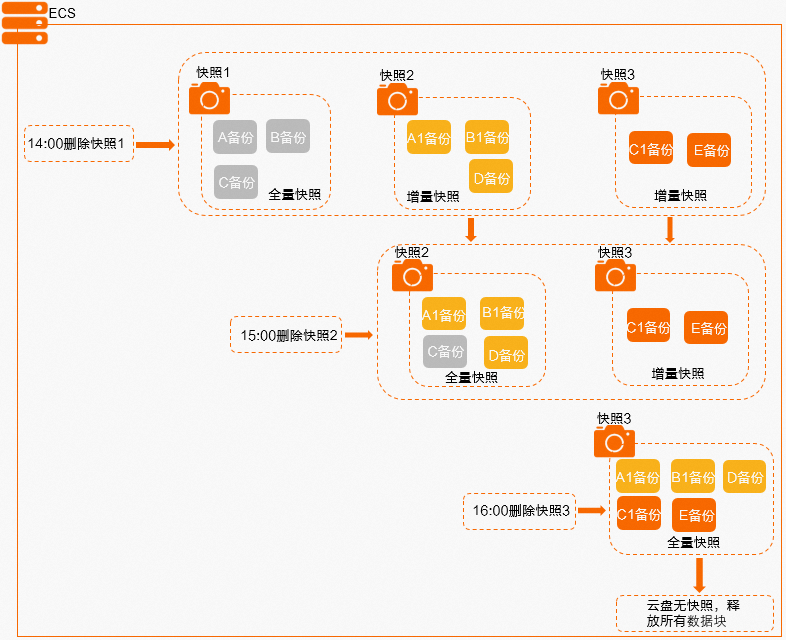 ECS
快照1
快照2
快照3
14:00删除快照1
A备份
B备份
C备份
全量快照
A1备份
B1备份
D备份
增量快照
C1备份
E备份
增量快照
快照2
快照3
15:00删除快照2
A1备份
B1备份
C备份
D备份
全量快照
C1备份
E备份
增量快照
快照3
16:00删除快照3
A1备份
B1备份
D备份
C1备份
E备份
全量快照
云盘无快照，释
放所有数据块